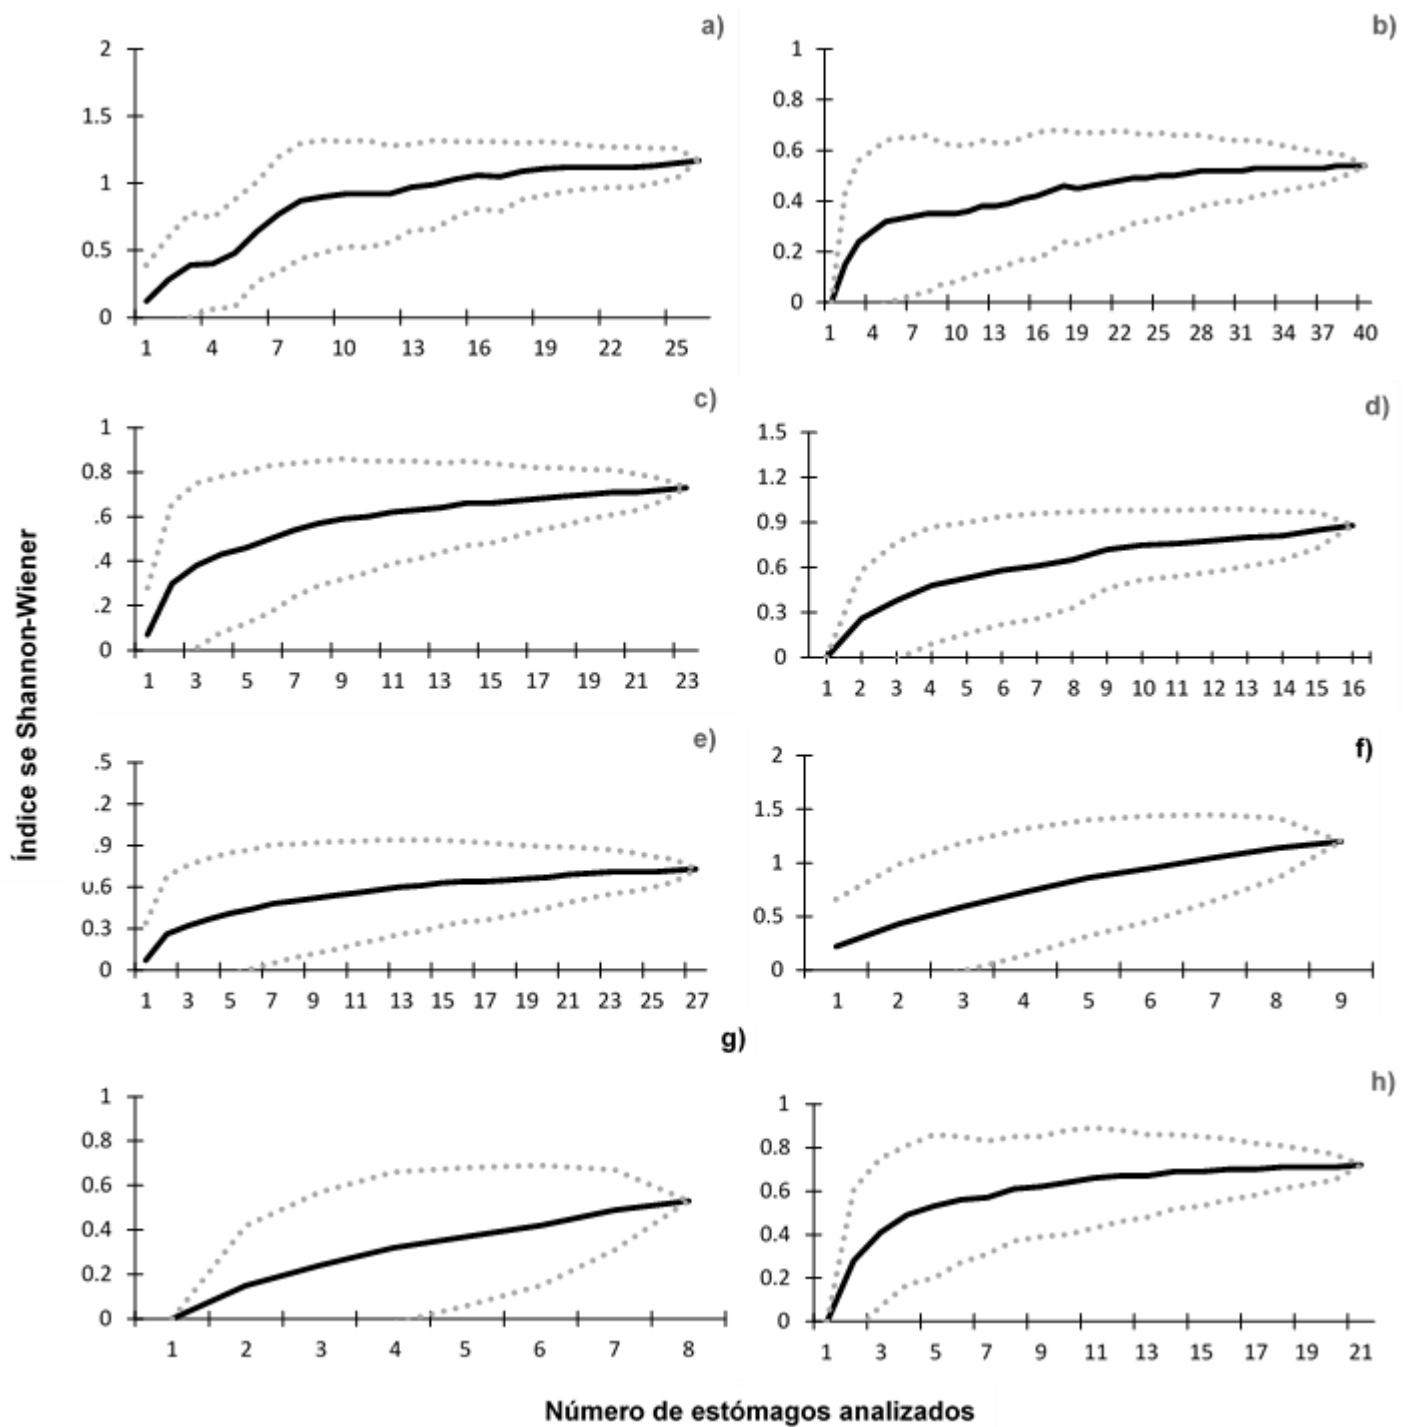 a)
2
1.5
1
0.5
0
1 4 7 10 13 16 19 22 25
b)
1
0.8
0.6
0.4
0.2
0
1 4 7 10 13 16 19 22 25 28 31 34 37 40
c)
1
0.8
.6
.4
.2
0
1 3 5 7 9 11 13 15 17 19 21 23
d)
1.5
1.2
0.9
0.6
0.3
0
1 2 3 4 5 6 7 8 9 10 11 12 13 14 15 16
Índice se Shannon-Wiener
e)
.5
.2
.9
0.6
0.3
0
1 3 5 7 9 11 13 15 17 19 21 23 25 27
f)
2
1.5
1
0.5
0
1 2 3 4 5 6 7 8 9
g)
1
0.8
0.6
0.4
0.2
0
1 2 3 4 5 6 7 8
h)
1
0.8
0.6
0.4
0.2
0
1 3 5 7 9 11 13 15 17 19 21
Número de estómagos analizados